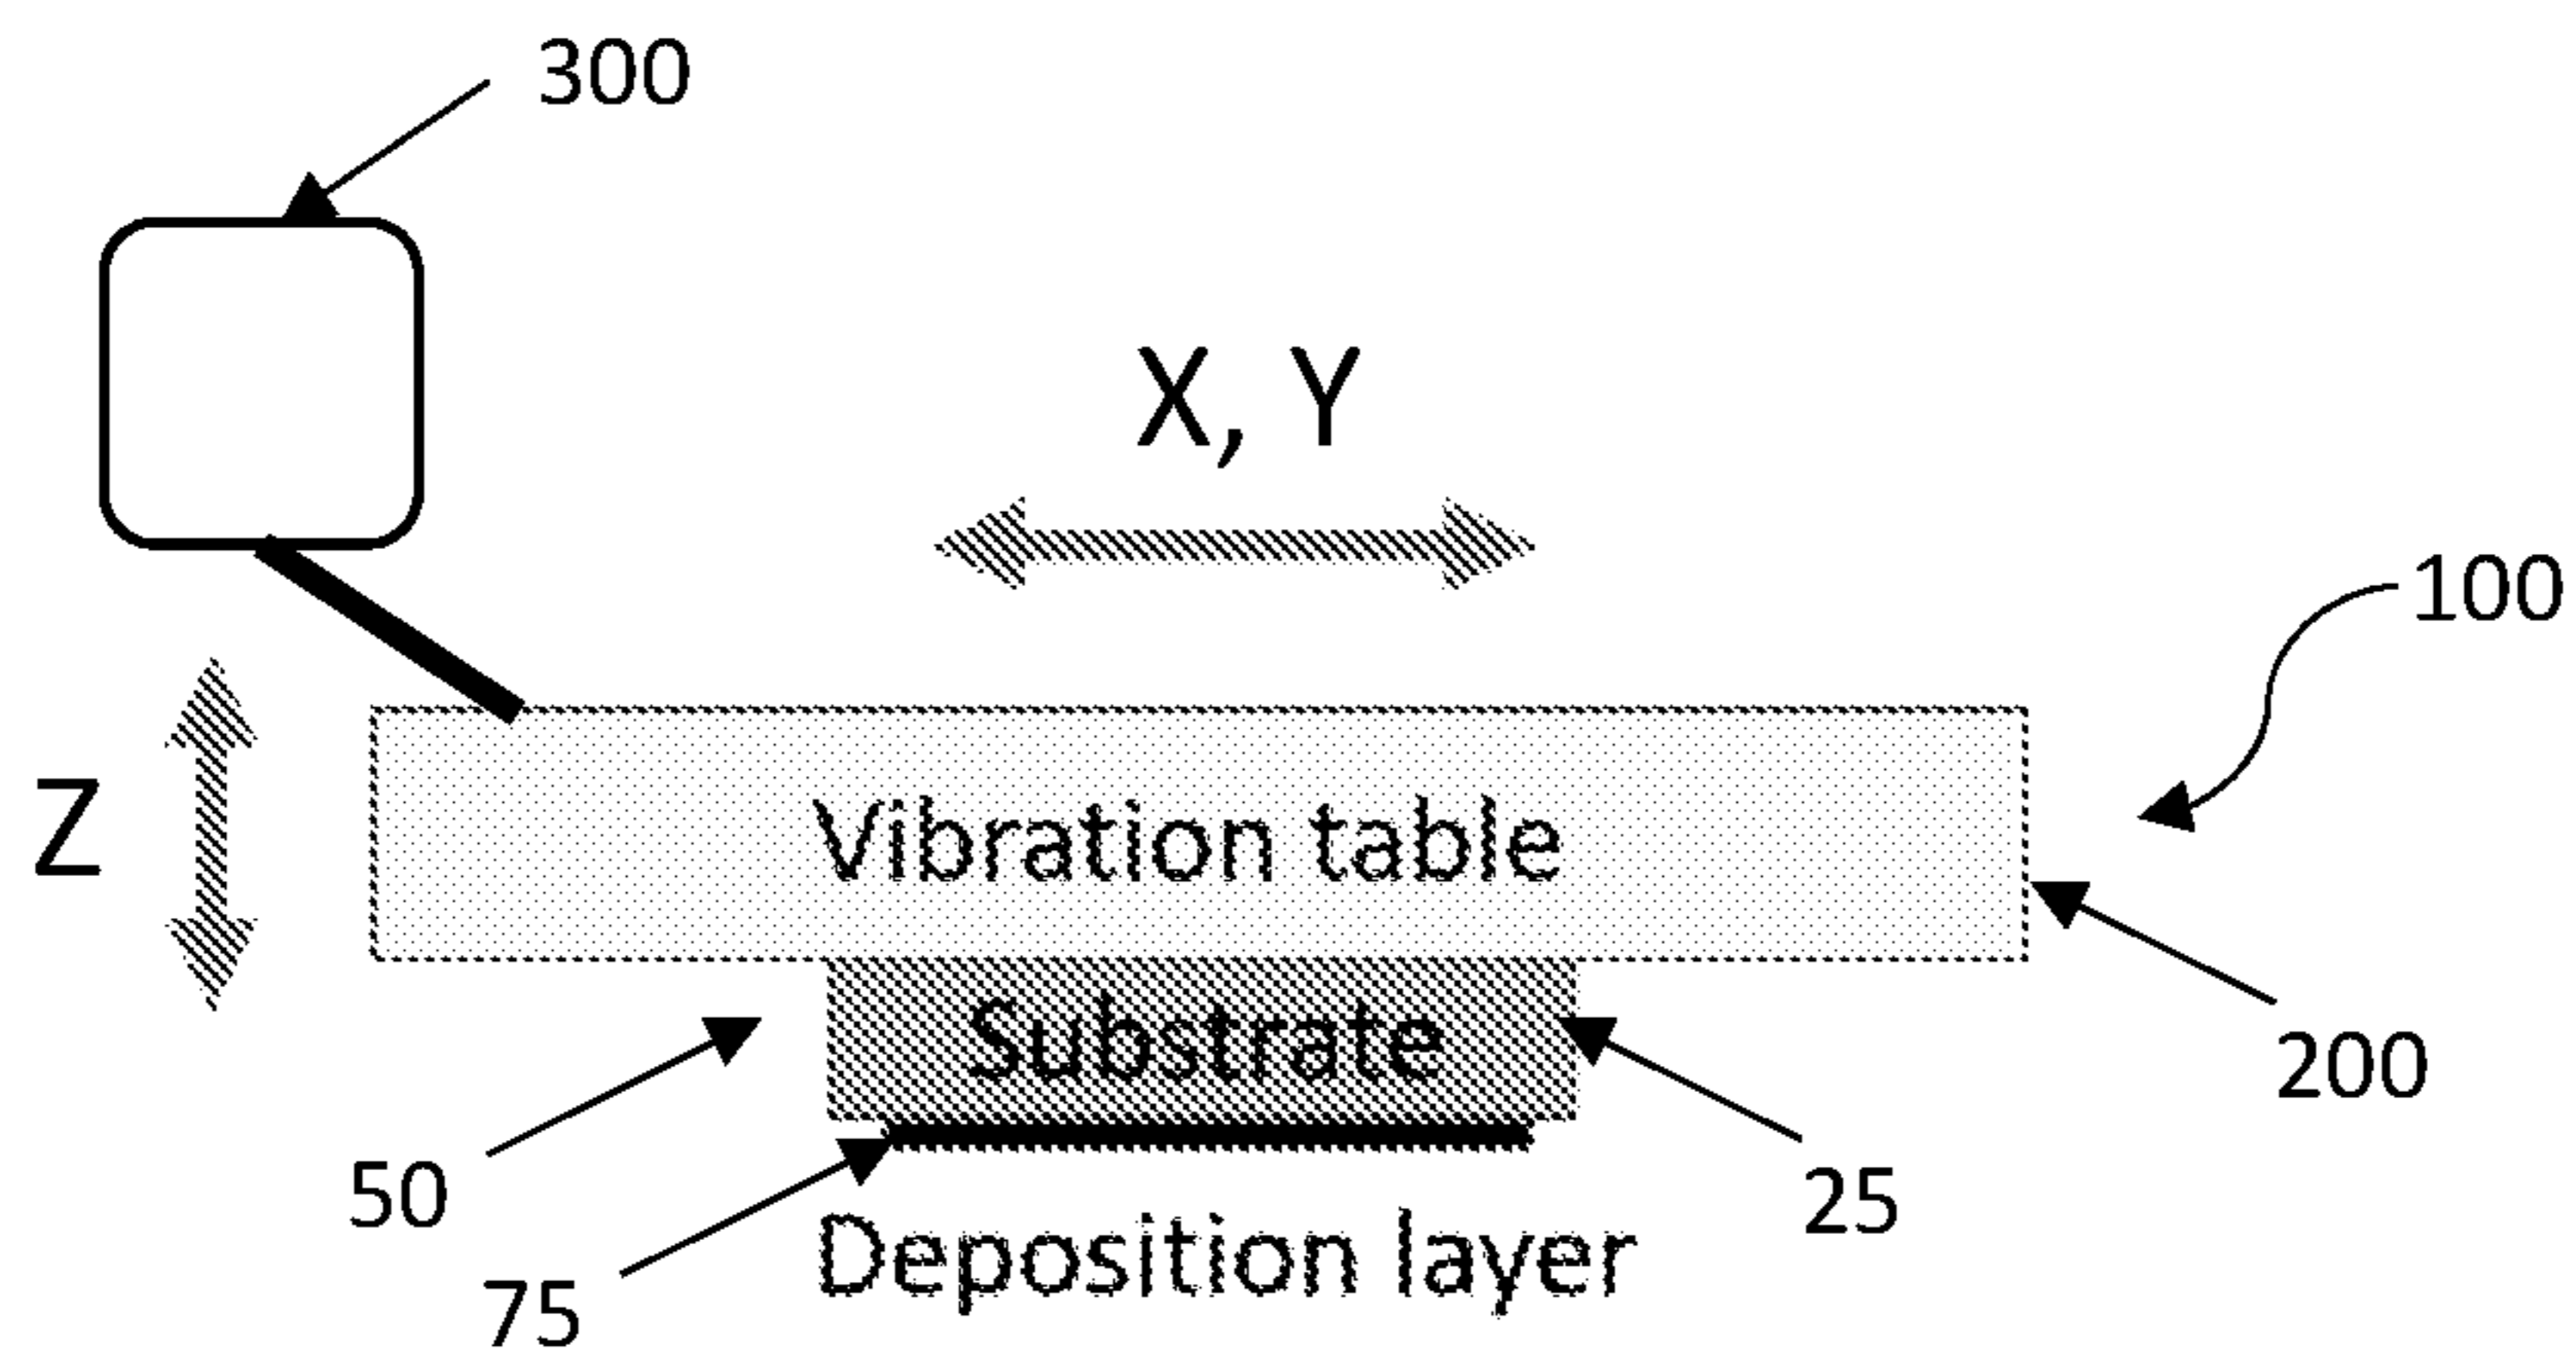 300
X, Y
100
Z
Vibration table
Substrate
200
50
25
Deposition layer
75